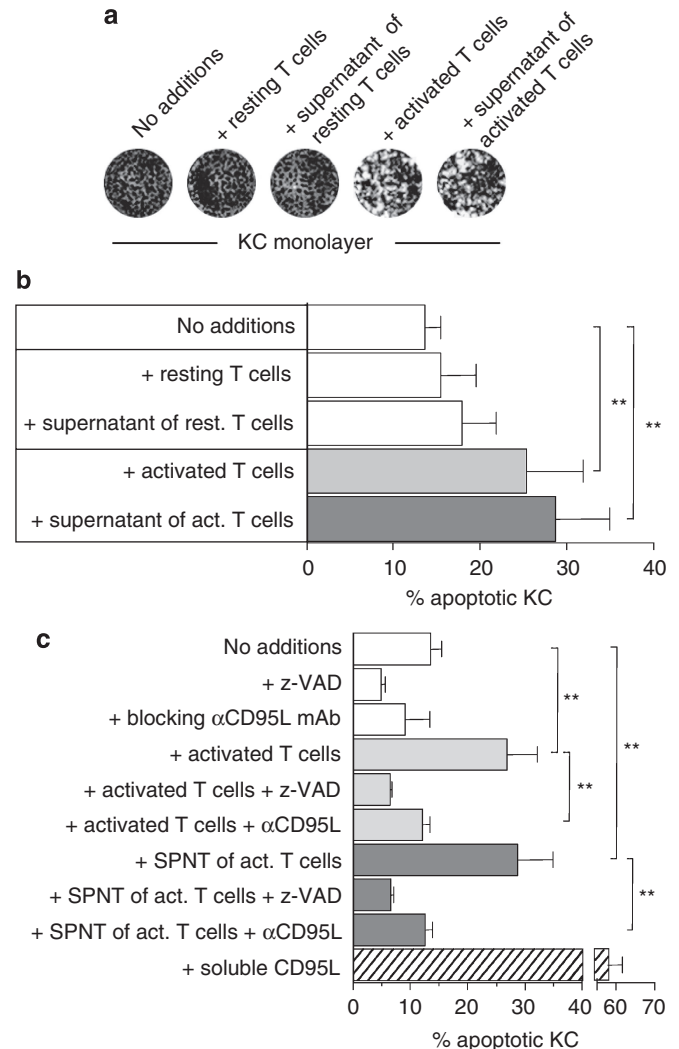 a
No additions
+ resting T cells
+ supernatant of
resting T cells
+ activated T cells
+ supernatant of
activated T cells
KC monolayer
b
No additions
+ resting T cells
+ supernatant of rest. T cells
+ activated T cells
+ supernatant of act. T cells
**
**
0 10 20 30 40
% apoptotic KC
c
No additions
+ z-VAD
+ blocking αCD95L mAb
+ activated T cells
+ activated T cells + z-VAD
+ activated T cells + αCD95L
+ SPNT of act. T cells
+ SPNT of act. T cells + z-VAD
+ SPNT of act. T cells + αCD95L
+ soluble CD95L
**
**
**
**
0 10 20 30 40 60 70
% apoptotic KC